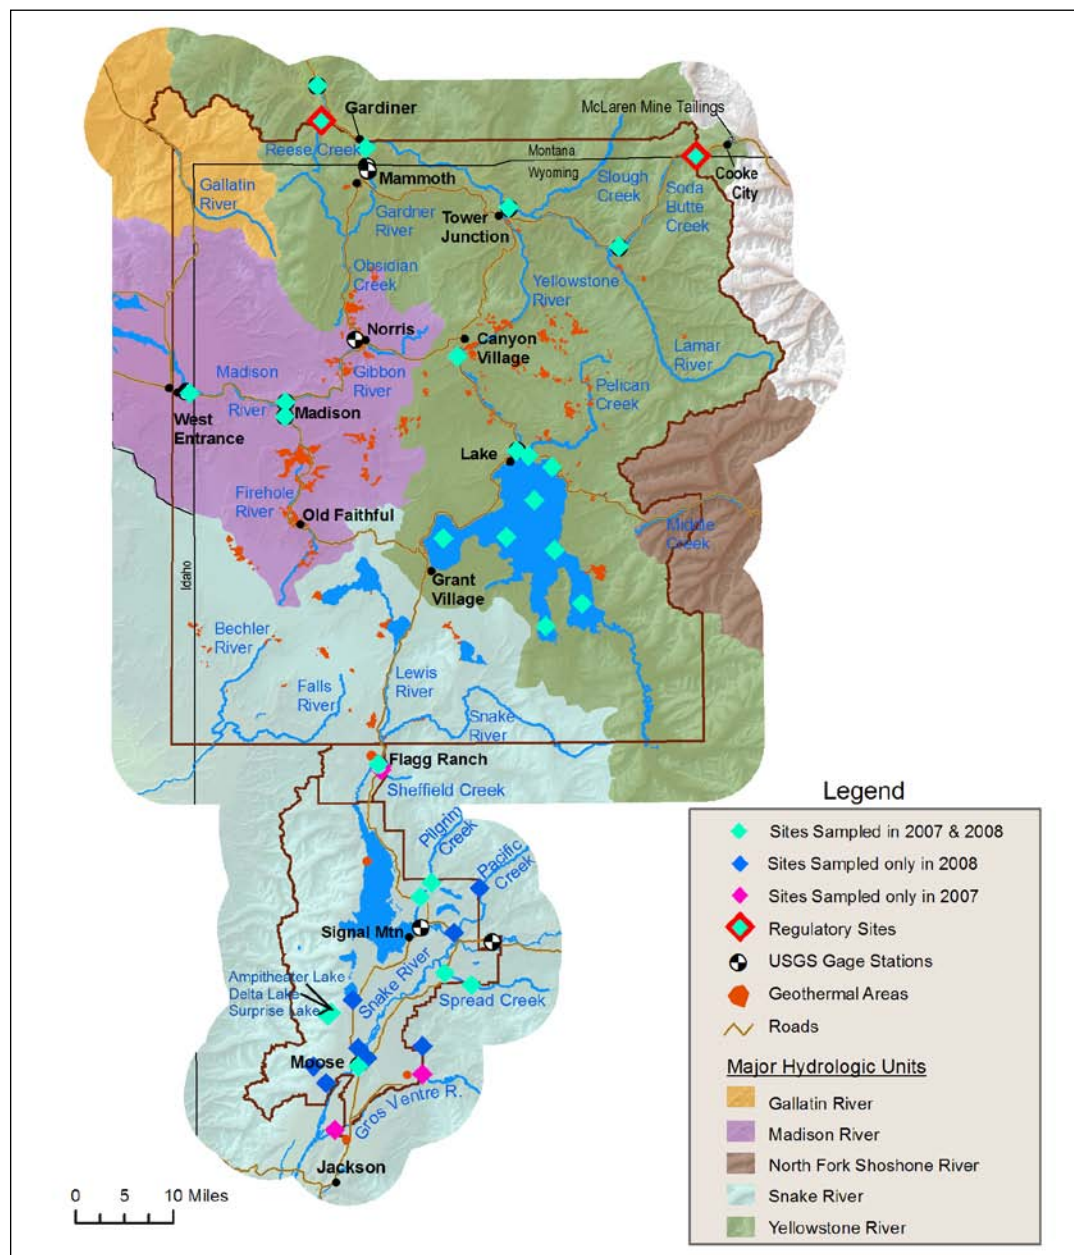 McLaren Mine Tailings
Gardiner
Reese Creek
Montana
Wyoming
Cooke
City
Mammoth
Gallatin
River
Gardner
River
Tower
Junction
Slough
Creek
Soda
Butte
Creek
Obsidian
Creek
Yellowstone
River
Norris
Canyon
Village
Lamar
River
Madison
River
Gibbon
River
Pelican
Creek
West
Entrance
Madison
Lake
Firehole
River
Old Faithful
Middle
Creek
Idaho
Grant
Village
Bechler
River
Falls
River
Lewis
River
Snake
River
Flagg Ranch
Sheffield Creek
Pilgrim
Creek
Pacific
Creek
Signal Mtn.
Snake River
Ampitheater Lake
Delta Lake
Surprise Lake
Spread Creek
Moose
Gros Ventre R.
Jackson
0 5 10 Miles
Legend
Sites Sampled in 2007 & 2008
Sites Sampled only in 2008
Sites Sampled only in 2007
Regulatory Sites
USGS Gage Stations
Geothermal Areas
Roads
Major Hydrologic Units
Gallatin River
Madison River
North Fork Shoshone River
Snake River
Yellowstone River